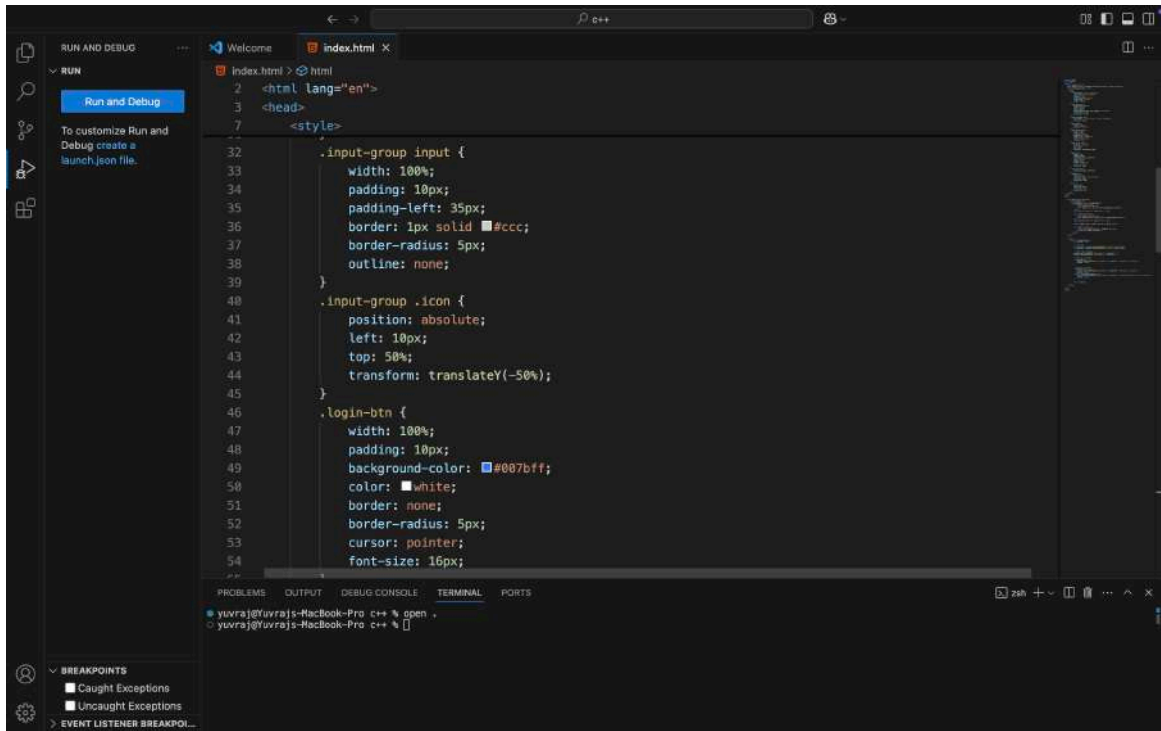 c++
RUN AND DEBUG
Welcome
index.html
RUN
index.html > html
Run and Debug
To customize Run and
Debug create a
launch.json file.
2 <html lang="en">
3 <head>
7 <style>
32 .input-group input {
33 width: 100%;
34 padding: 10px;
35 padding-left: 35px;
36 border: 1px solid #ccc;
37 border-radius: 5px;
38 outline: none;
39 }
40 .input-group .icon {
41 position: absolute;
42 left: 10px;
43 top: 50%;
44 transform: translateY(-50%);
45 }
46 .login-btn {
47 width: 100%;
48 padding: 10px;
49 background-color: #007bff;
50 color: white;
51 border: none;
52 border-radius: 5px;
53 cursor: pointer;
54 font-size: 16px;
PROBLEMS OUTPUT DEBUG CONSOLE TERMINAL PORTS
zsh
yuvraj@Yuvrajs-MacBook-Pro c++ % open .
yuvraj@Yuvrajs-MacBook-Pro c++ %
BREAKPOINTS
Caught Exceptions
Uncaught Exceptions
EVENT LISTENER BREAKPOI...